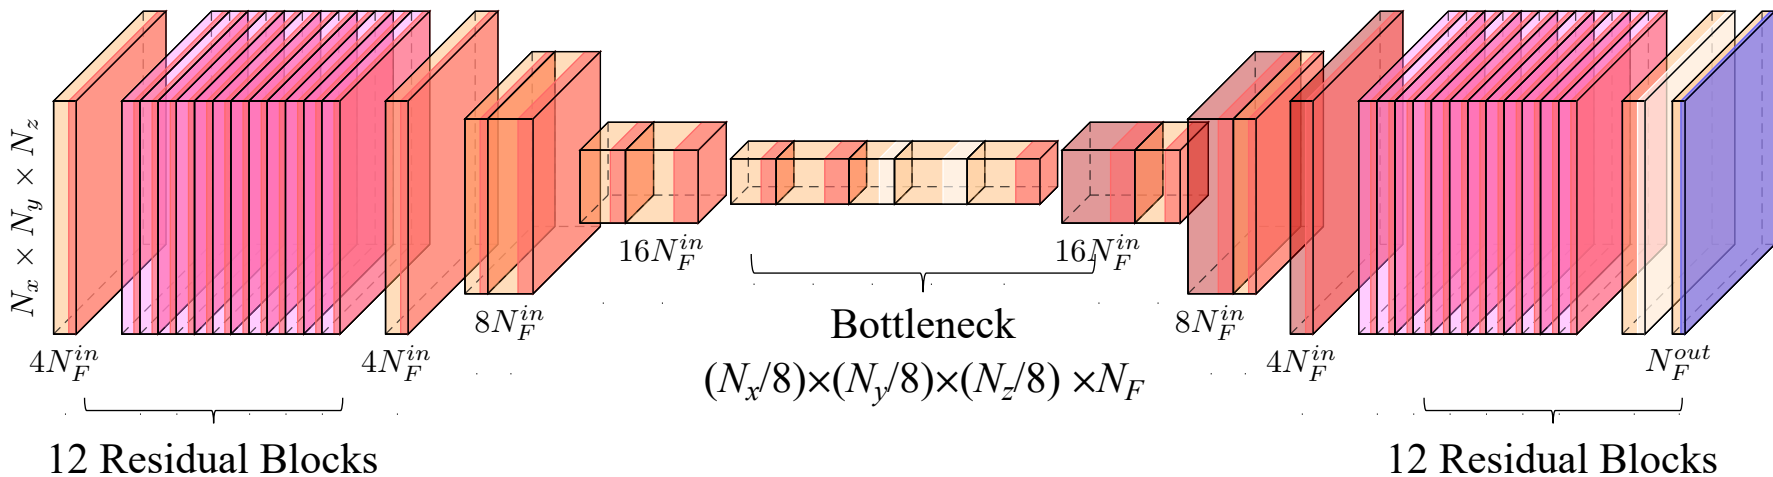 N_x × N_y × N_z
4N_F^{in}
4N_F^{in}
8N_F^{in}
16N_F^{in}
16N_F^{in}
8N_F^{in}
4N_F^{in}
N_F^{out}
Bottleneck
(N_x/8)×(N_y/8)×(N_z/8) ×N_F
12 Residual Blocks
12 Residual Blocks